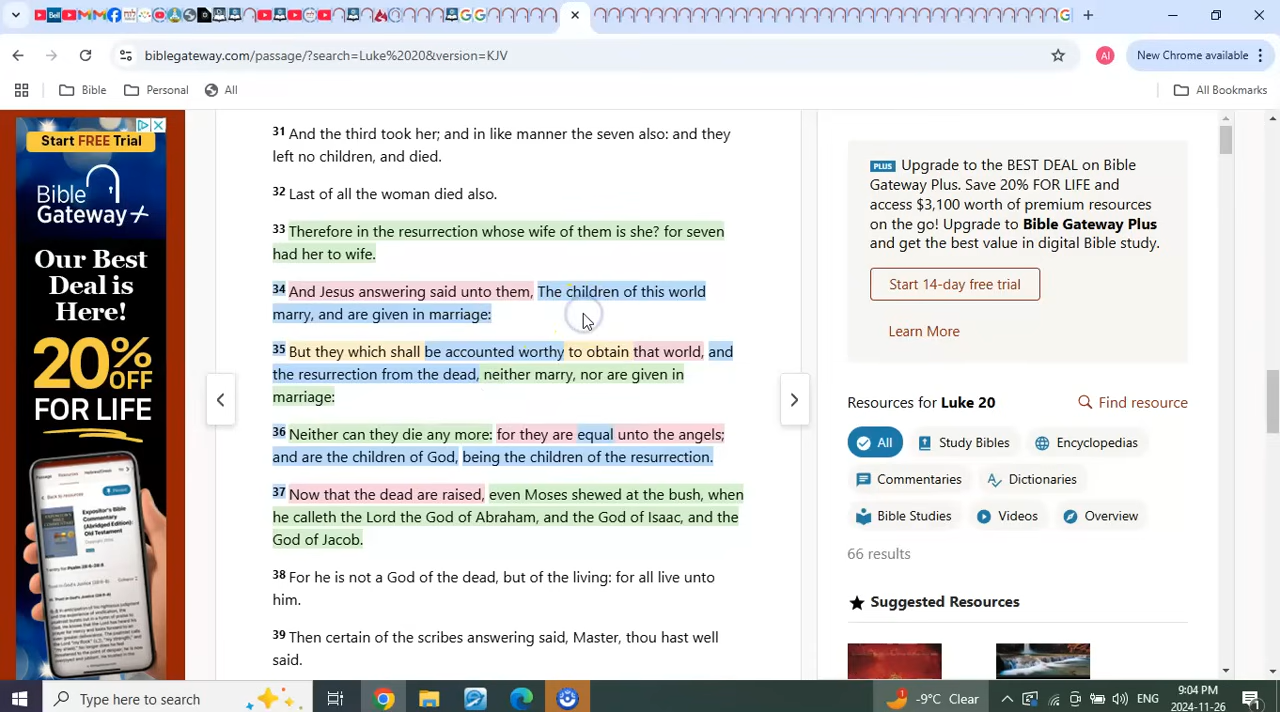 New Chrome available
biblegateway.com/passage/?search=Luke%2020&version=KJV
Bible
Personal
All
All Bookmarks
Start FREE Trial
Bible
Gateway+
Our Best
Deal is
Here!
20%
OFF
FOR LIFE
31 And the third took her; and in like manner the seven also: and they
left no children, and died.
32 Last of all the woman died also.
33 Therefore in the resurrection whose wife of them is she? for seven
had her to wife.
34 And Jesus answering said unto them, The children of this world
marry, and are given in marriage:
35 But they which shall be accounted worthy to obtain that world, and
the resurrection from the dead, neither marry, nor are given in
marriage:
36 Neither can they die any more: for they are equal unto the angels;
and are the children of God, being the children of the resurrection.
37 Now that the dead are raised, even Moses shewed at the bush, when
he calleth the Lord the God of Abraham, and the God of Isaac, and the
God of Jacob.
38 For he is not a God of the dead, but of the living: for all live unto
him.
39 Then certain of the scribes answering said, Master, thou hast well
said.
PLUS Upgrade to the BEST DEAL on Bible
Gateway Plus. Save 20% FOR LIFE and
access $3,100 worth of premium resources
on the go! Upgrade to Bible Gateway Plus
and get the best value in digital Bible study.
Start 14-day free trial
Learn More
Resources for Luke 20
Find resource
All
Study Bibles
Encyclopedias
Commentaries
Dictionaries
Bible Studies
Videos
Overview
66 results
Suggested Resources
Type here to search
-9°C Clear
ENG
9:04 PM
2024-11-26